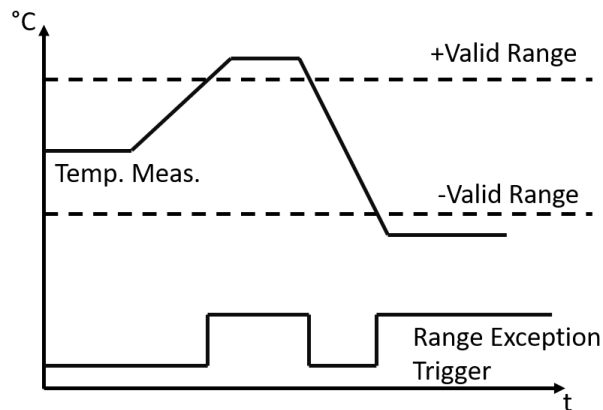 °C
+Valid Range
Temp. Meas.
-Valid Range
Range Exception
Trigger
t